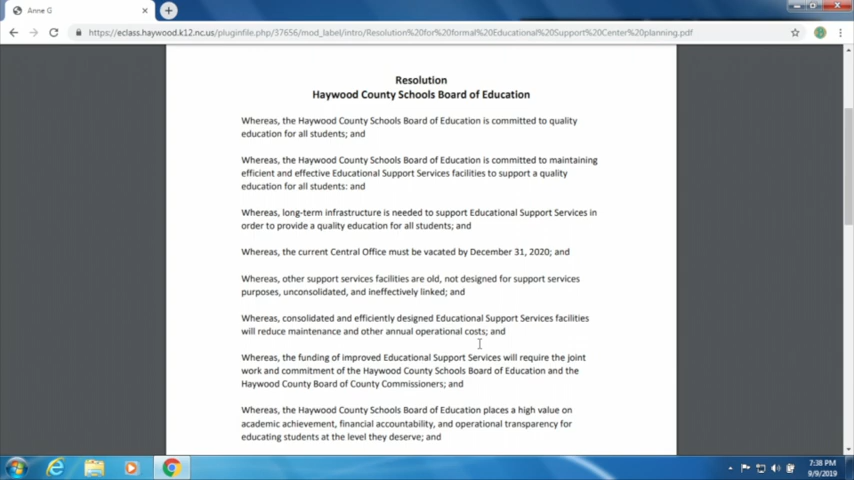 Anne G
https://eclass.haywood.k12.nc.us/pluginfile.php/37656/mod_label/intro/Resolution%20for%20formal%20Educational%20Support%20Center%20planning.pdf
Resolution
Haywood County Schools Board of Education
Whereas, the Haywood County Schools Board of Education is committed to quality
education for all students; and
Whereas, the Haywood County Schools Board of Education is committed to maintaining
efficient and effective Educational Support Services facilities to support a quality
education for all students: and
Whereas, long-term infrastructure is needed to support Educational Support Services in
order to provide a quality education for all students; and
Whereas, the current Central Office must be vacated by December 31, 2020; and
Whereas, other support services facilities are old, not designed for support services
purposes, unconsolidated, and ineffectively linked; and
Whereas, consolidated and efficiently designed Educational Support Services facilities
will reduce maintenance and other annual operational costs; and
Whereas, the funding of improved Educational Support Services will require the joint
work and commitment of the Haywood County Schools Board of Education and the
Haywood County Board of County Commissioners; and
Whereas, the Haywood County Schools Board of Education places a high value on
academic achievement, financial accountability, and operational transparency for
educating students at the level they deserve; and
7:38 PM
9/9/2019